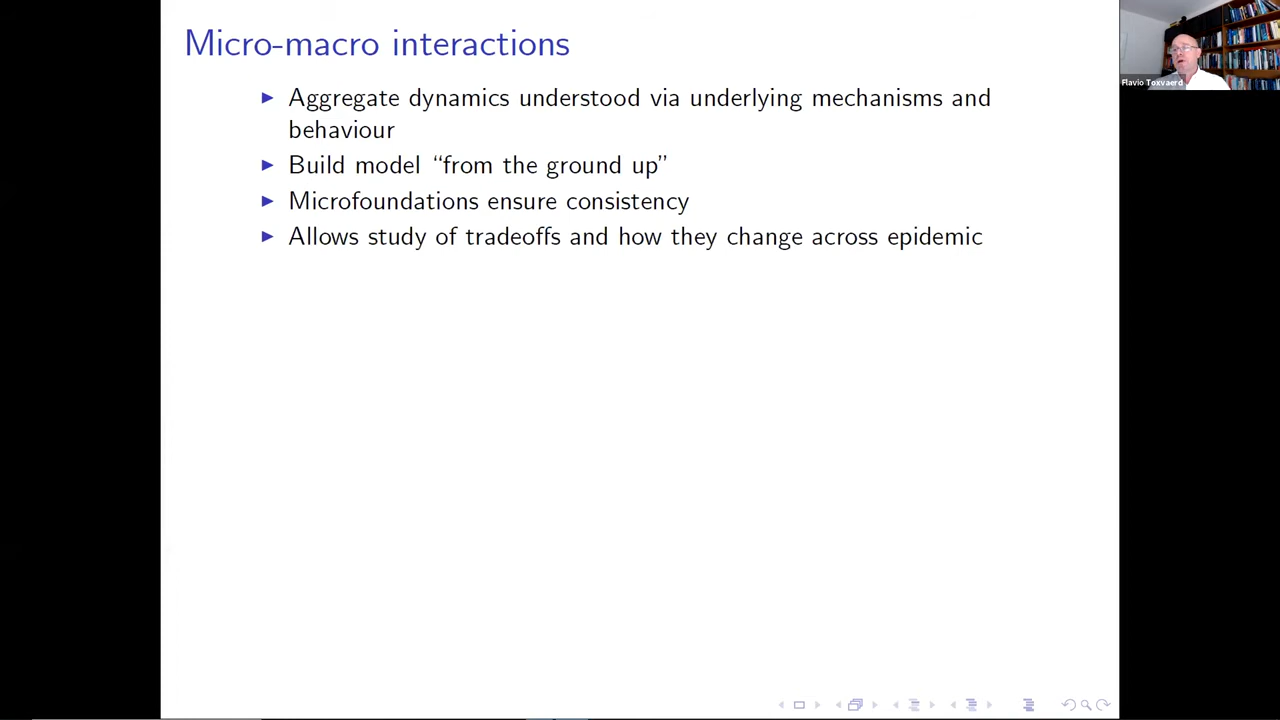 Micro-macro interactions
Flavio Toxvaerd
▶ Aggregate dynamics understood via underlying mechanisms and
behaviour
▶ Build model “from the ground up”
▶ Microfoundations ensure consistency
▶ Allows study of tradeoffs and how they change across epidemic